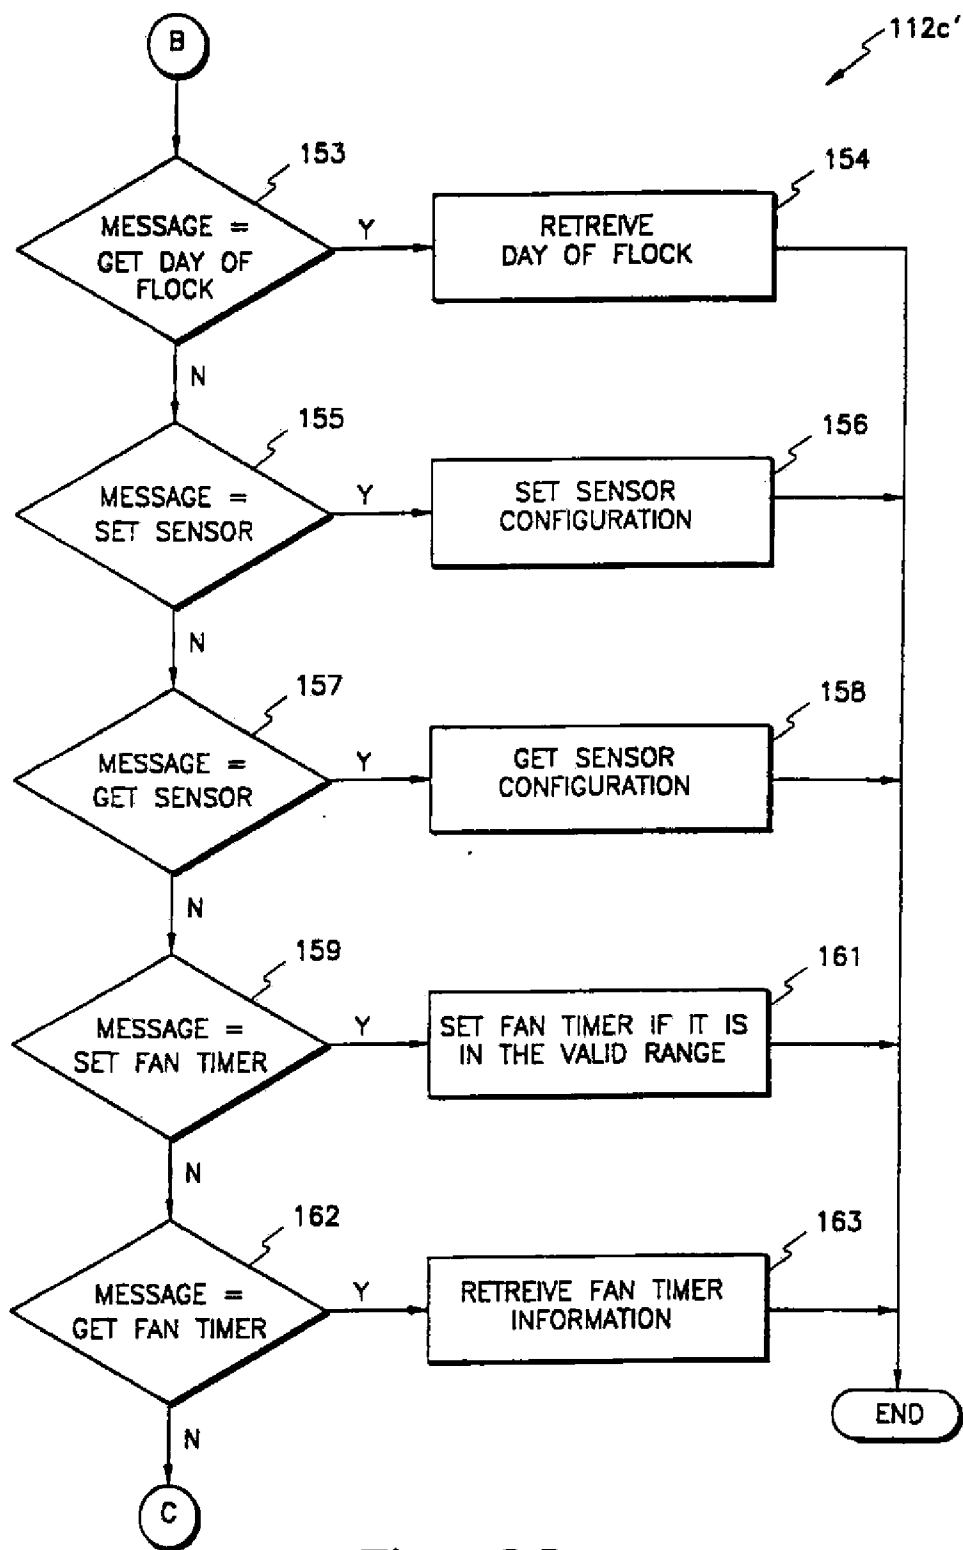 B
112c'
153
154
MESSAGE =
GET DAY OF
FLOCK
Y
RETREIVE
DAY OF FLOCK
N
155
156
MESSAGE =
SET SENSOR
Y
SET SENSOR
CONFIGURATION
N
157
158
MESSAGE =
GET SENSOR
Y
GET SENSOR
CONFIGURATION
N
159
161
MESSAGE =
SET FAN TIMER
Y
SET FAN TIMER IF IT IS
IN THE VALID RANGE
N
162
163
MESSAGE =
GET FAN TIMER
Y
RETREIVE FAN TIMER
INFORMATION
N
END
C